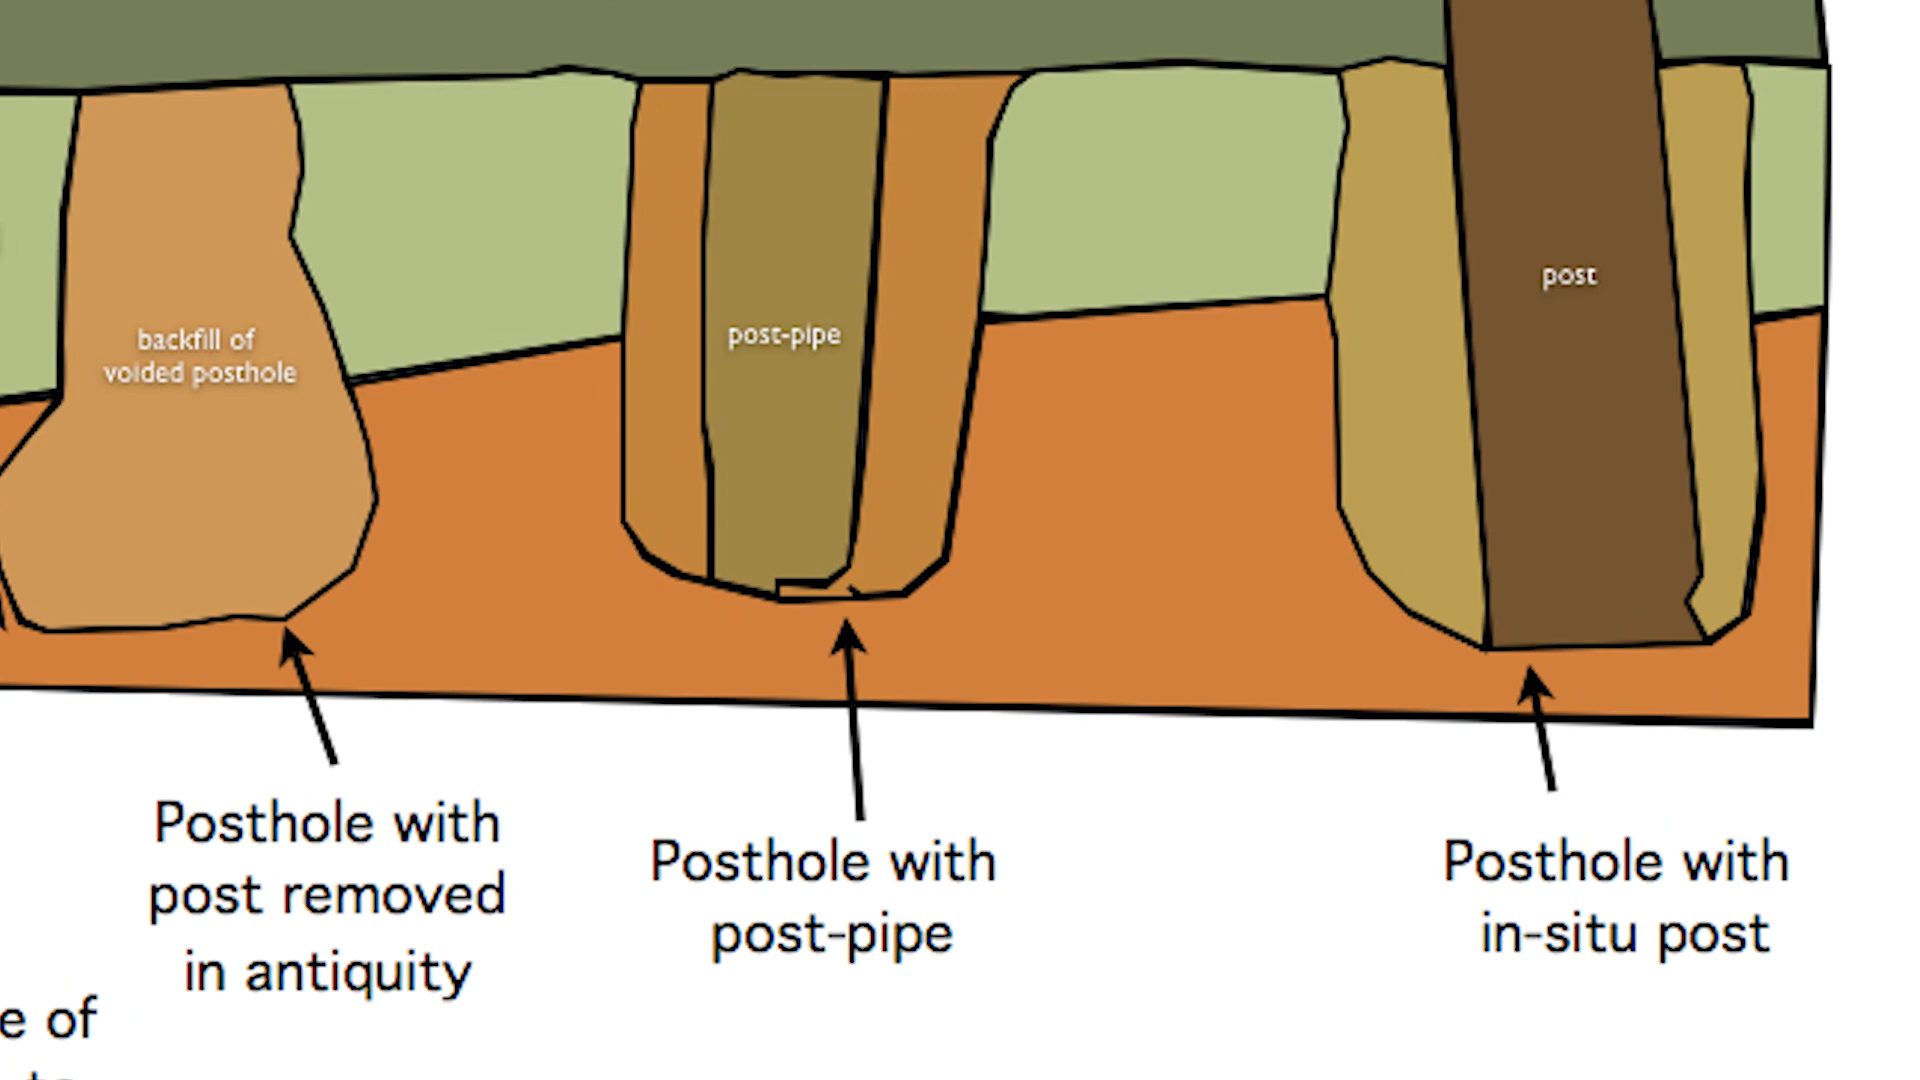 backfill of
voided posthole
post-pipe
post
Posthole with
post removed
in antiquity
Posthole with
post-pipe
Posthole with
in-situ post
e of